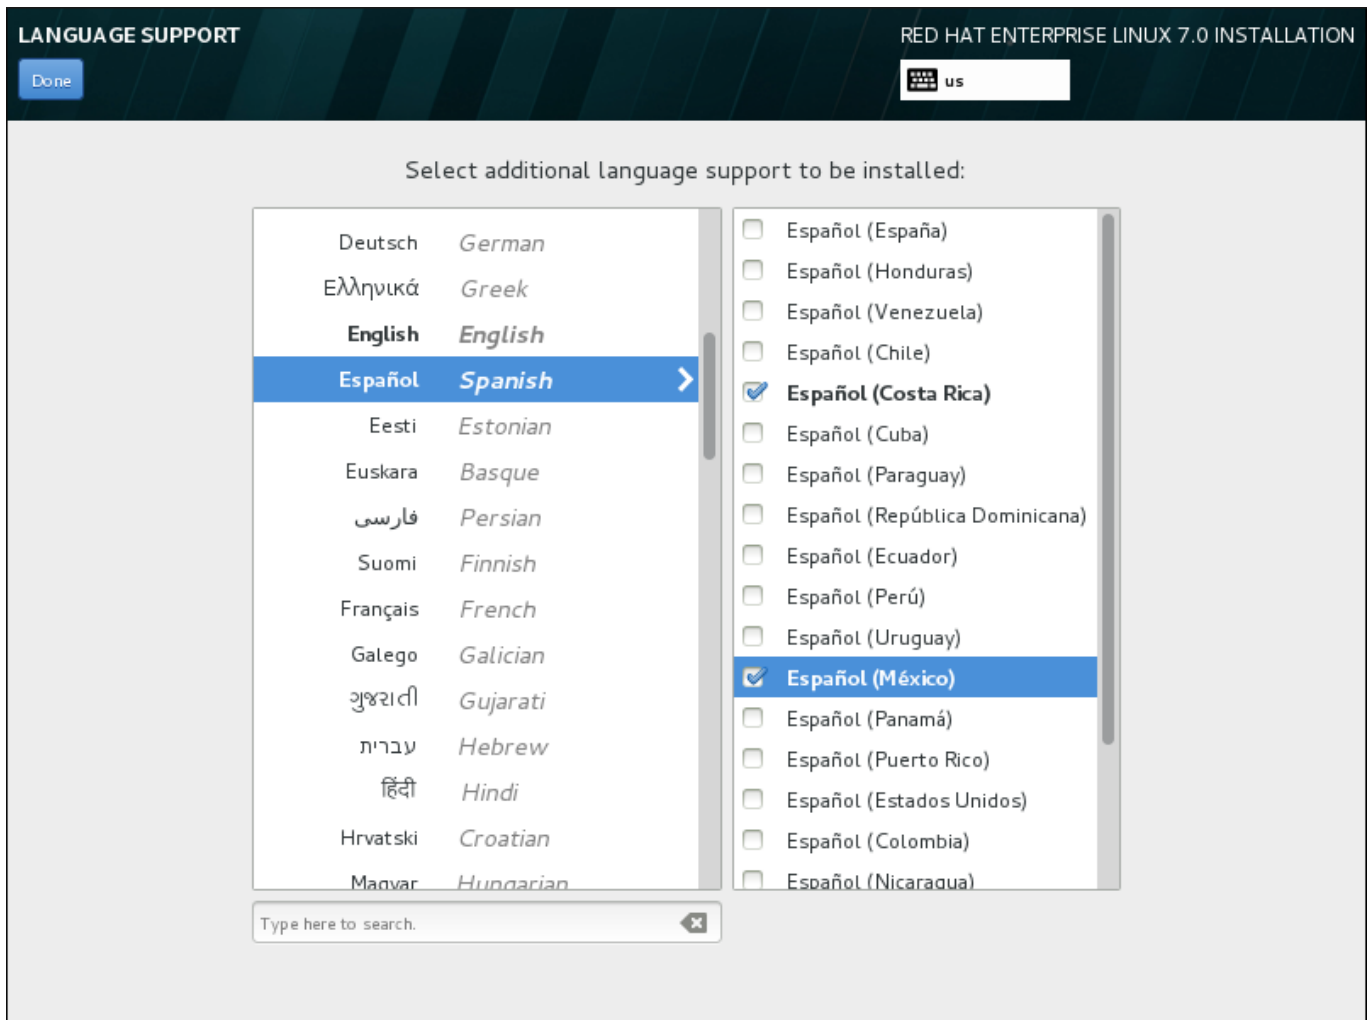 LANGUAGE SUPPORT
RED HAT ENTERPRISE LINUX 7.0 INSTALLATION
Done
us
Select additional language support to be installed:
Deutsch German
Ελληνικά Greek
English English
Español Spanish
Eesti Estonian
Euskara Basque
فارسی Persian
Suomi Finnish
Français French
Galego Galician
ગુજરાતી Gujarati
עברית Hebrew
हिंदी Hindi
Hrvatski Croatian
Magyar Hungarian
Type here to search.
Español (España)
Español (Honduras)
Español (Venezuela)
Español (Chile)
Español (Costa Rica)
Español (Cuba)
Español (Paraguay)
Español (República Dominicana)
Español (Ecuador)
Español (Perú)
Español (Uruguay)
Español (México)
Español (Panamá)
Español (Puerto Rico)
Español (Estados Unidos)
Español (Colombia)
Español (Nicaragua)